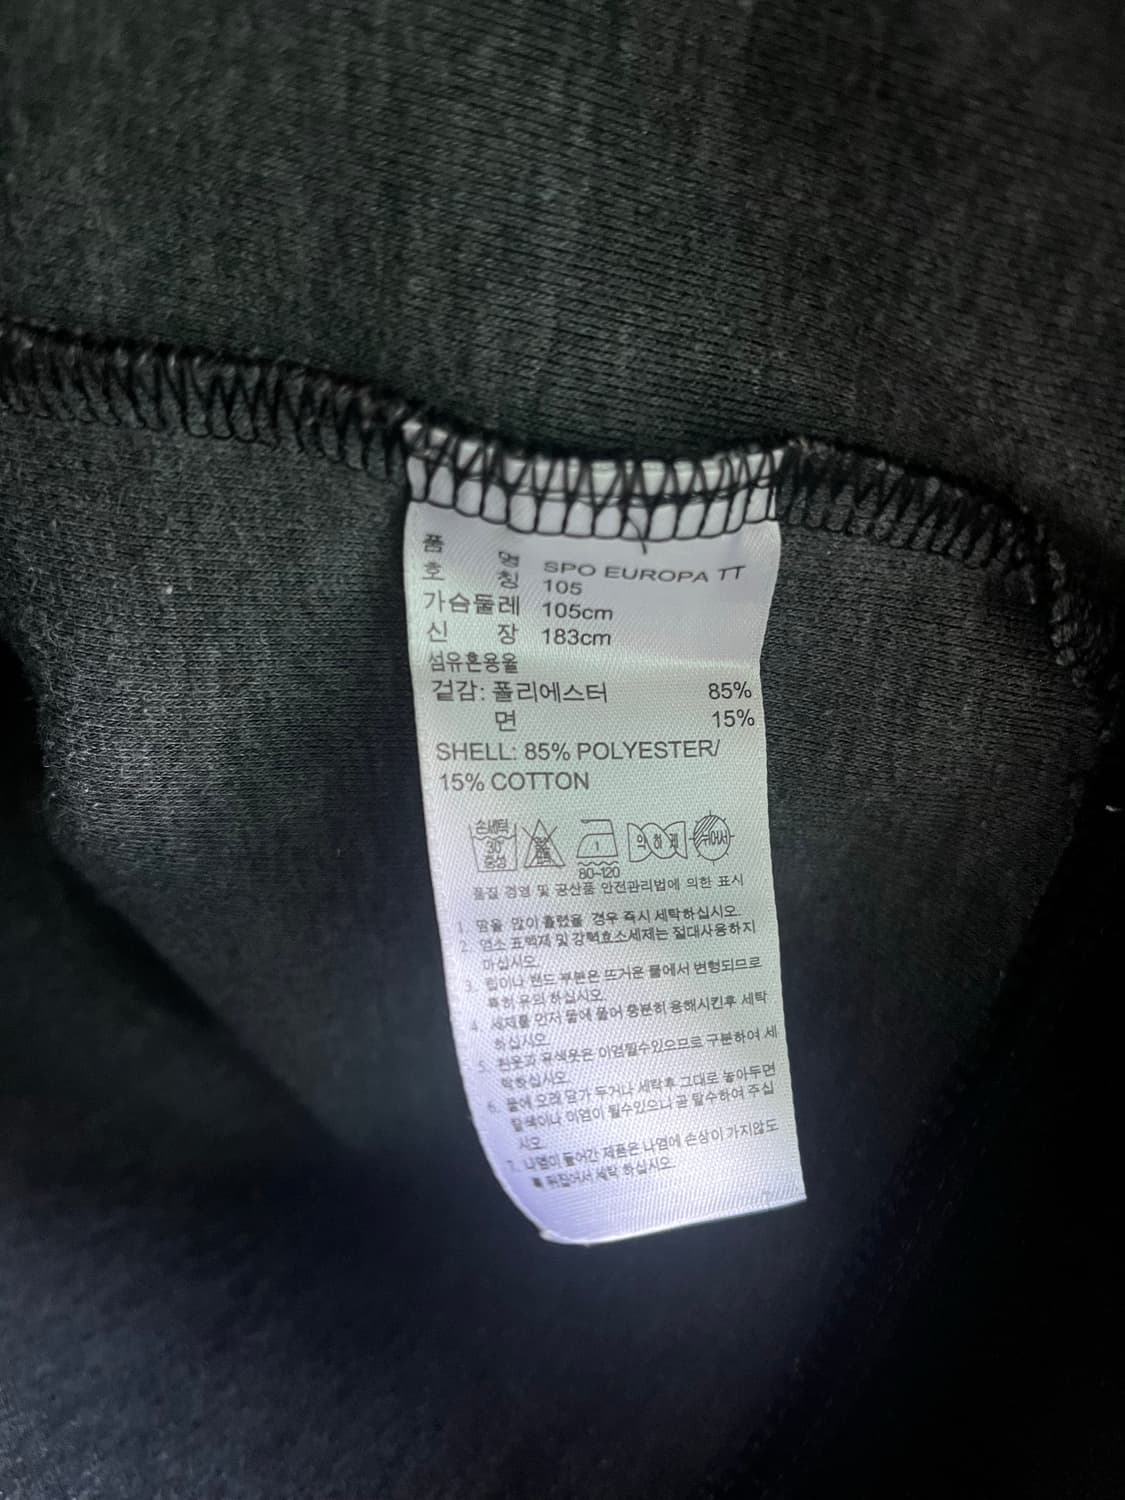 품 명 SPO EUROPA TT
호 칭 105
가슴둘레 105cm
신 장 183cm
섬유혼용율
겉감: 폴리에스터 85%
면 15%
SHELL: 85% POLYESTER/
15% COTTON
손세탁 30 중성 1 80~120 뉘어서
품질 경영 및 공산품 안전관리법에 의한 표시
1. 땀을 많이 흘렸을 경우 즉시 세탁하십시오.
2. 염소 표백제 및 강력효소세제는 절대사용하지
마십시오.
3. 립이나 밴드 부분은 뜨거운 물에서 변형되므로
특히 유의 하십시오.
4. 세제를 먼저 물에 풀어 충분히 용해시킨후 세탁
하십시오.
5. 흰옷과 유색옷은 이염될수있으므로 구분하여 세
탁하십시오.
6. 물에 오래 담가 두거나 세탁후 그대로 놓아두면
탈색이나 이염이 될수있으니 곧 탈수하여 주십
시오.
7. 나염이 들어간 제품은 나염에 손상이 가지않도
록 뒤집어서 세탁 하십시오.